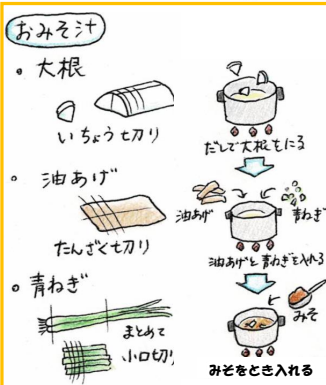 おみそ汁
大根
いちょう切り
油あげ
たんざく切り
青ねぎ
まとめて
小口切り
だしで大根をにる
油あげ
青ねぎ
油あげと青ねぎを入れる
みそ
みそをとき入れる